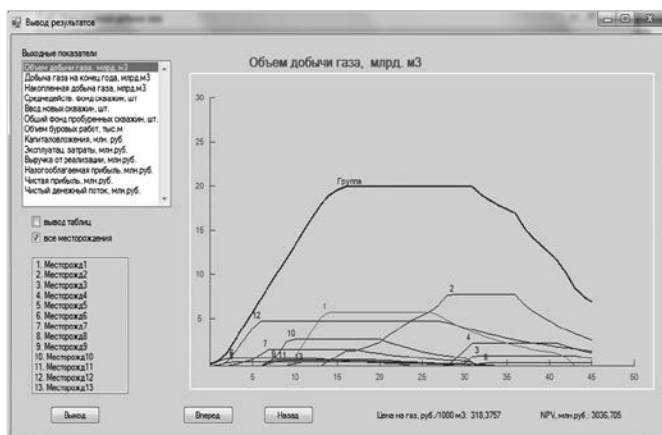 Вывод результатов
Выходные показатели
Объем добычи газа, млрд. м3
Добыча газа на конец года, млрд.м3
Накопленная добыча газа, млрд.м3
Среднедейств. фонд скважин, шт
Ввод новых скважин, шт.
Общий фонд пробуренных скважин, шт.
Объем буровых работ, тыс.м
Капиталовложения, млн. руб.
Эксплуатац. затраты, млн.руб.
Выручка от реализации, млн.руб.
Налогооблагаемая прибыль, млн.руб.
Чистая прибыль, млн.руб.
Чистый денежный поток, млн.руб.
вывод таблиц
все месторождения
1. Месторожд1
2. Месторожд2
3. Месторожд3
4. Месторожд4
5. Месторожд5
6. Месторожд6
7. Месторожд7
8. Месторожд8
9. Месторожд9
10. Месторожд10
11. Месторожд11
12. Месторожд12
13. Месторожд13
Объем добычи газа, млрд. м3
30
25
20
15
10
5
Группа
1
2
12
10
7
4
3
9
11
13
6
5 10 15 20 25 30 35 40 45 50
Выход
Вперед
Назад
Цена на газ, руб./1000 м3: 318,3757
NPV, млн.руб.: 3036,705